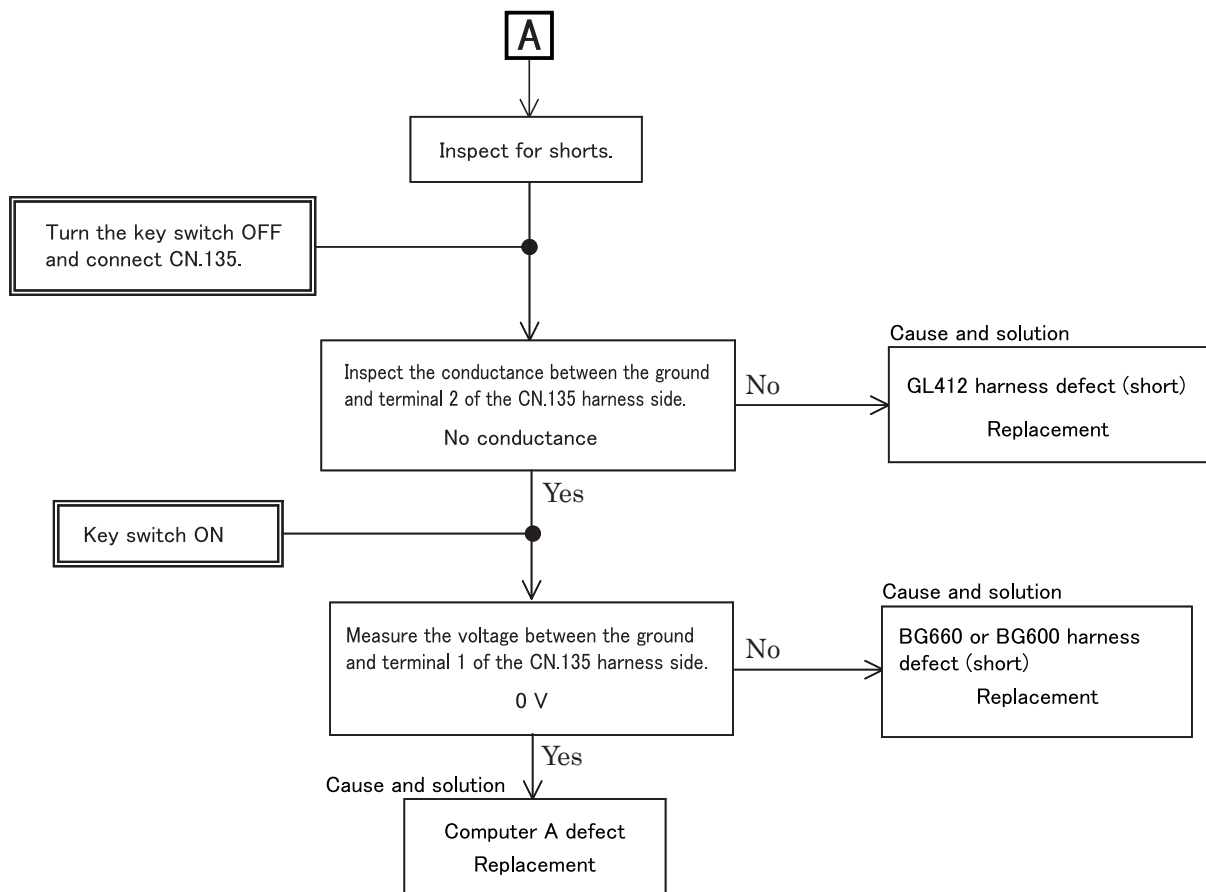 A
Inspect for shorts.
Turn the key switch OFF
and connect CN.135.
Inspect the conductance between the ground
and terminal 2 of the CN.135 harness side.
No conductance
No
Cause and solution
GL412 harness defect (short)
Replacement
Yes
Key switch ON
Measure the voltage between the ground
and terminal 1 of the CN.135 harness side.
0 V
No
Cause and solution
BG660 or BG600 harness
defect (short)
Replacement
Yes
Cause and solution
Computer A defect
Replacement